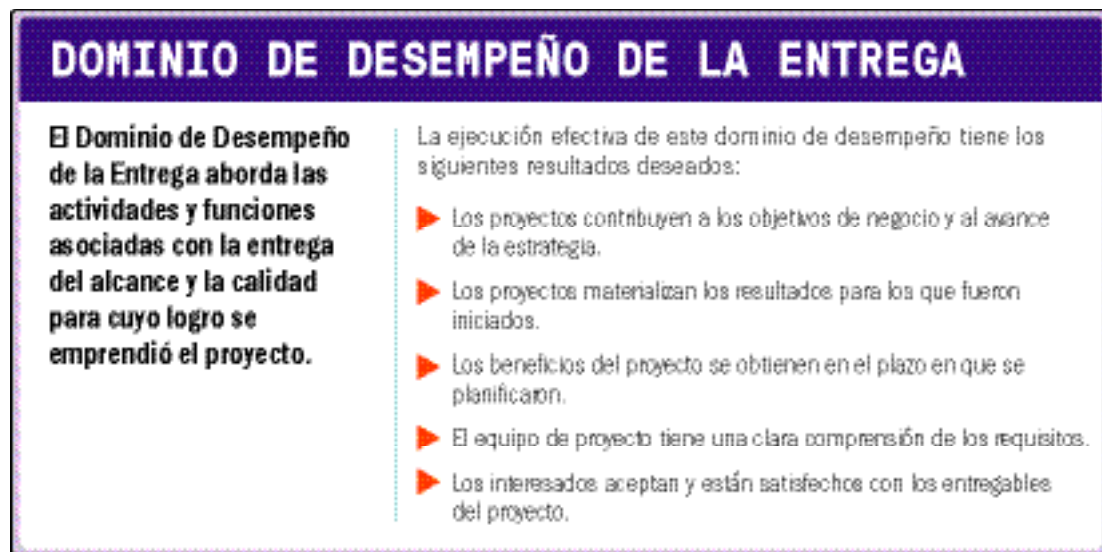 DOMINIO DE DESEMPEÑO DE LA ENTREGA
El Dominio de Desempeño
de la Entrega aborda las
actividades y funciones
asociadas con la entrega
del alcance y la calidad
para cuyo logro se
emprendió el proyecto.
La ejecución efectiva de este dominio de desempeño tiene los
siguientes resultados deseados:
Los proyectos contribuyen a los objetivos de negocio y al avance
de la estrategia.
Los proyectos materializan los resultados para los que fueron
iniciados.
Los beneficios del proyecto se obtienen en el plazo en que se
planificaron.
El equipo de proyecto tiene una clara comprensión de los requisitos.
Los interesados aceptan y están satisfechos con los entregables
del proyecto.